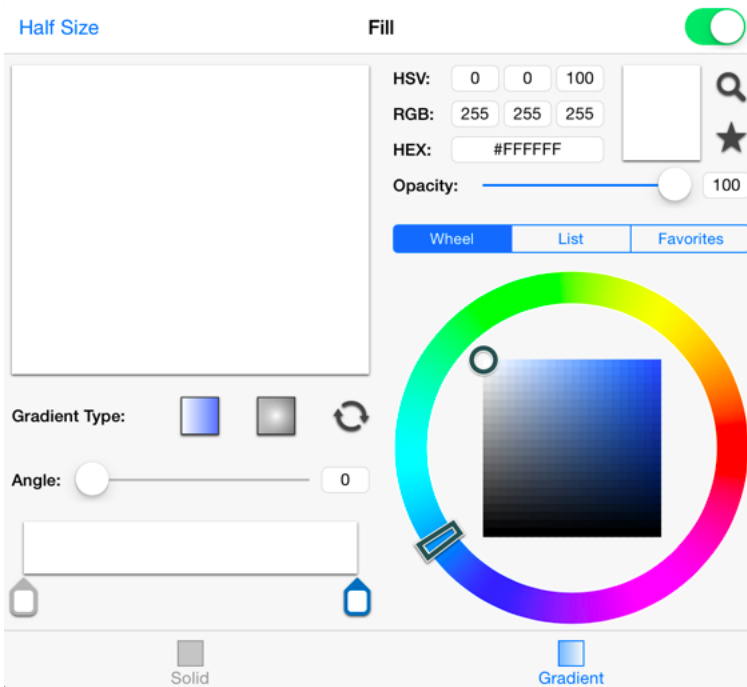 Half Size
Fill
HSV: 0 0 100
RGB: 255 255 255
HEX: #FFFFFF
Opacity: 100
Wheel List Favorites
Gradient Type:
Angle: 0
Solid
Gradient